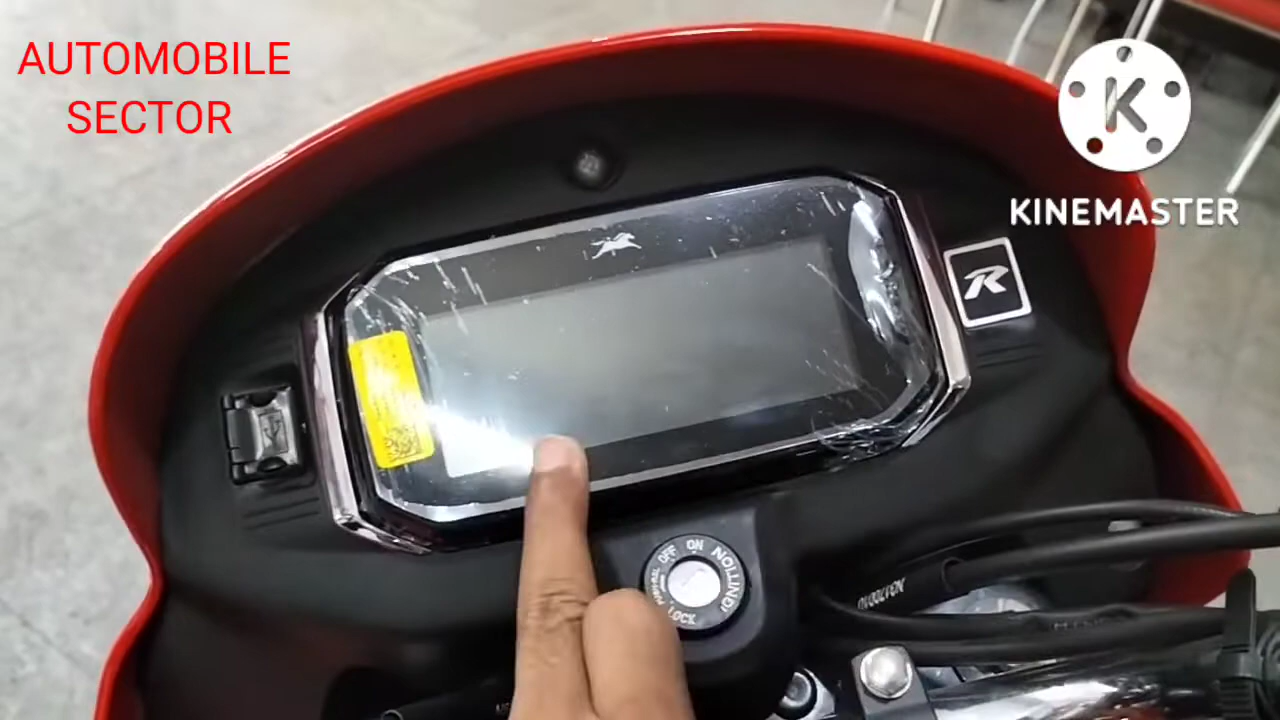 AUTOMOBILE
SECTOR
K
KINEMASTER
R
OFF
ON
IGNITION
LOCK